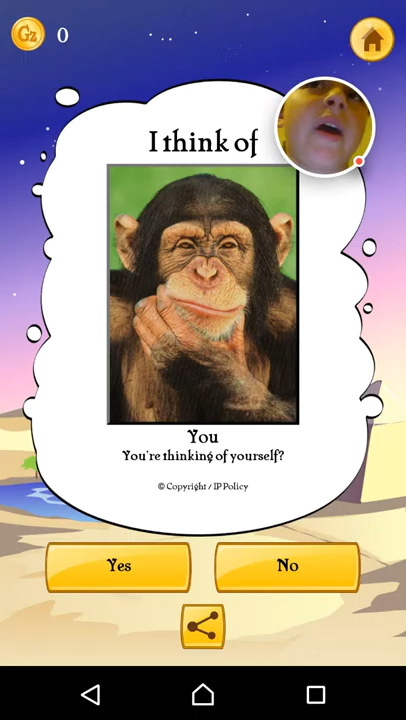 Gz 0
I think of
You
You're thinking of yourself?
© Copyright / IP Policy
Yes No